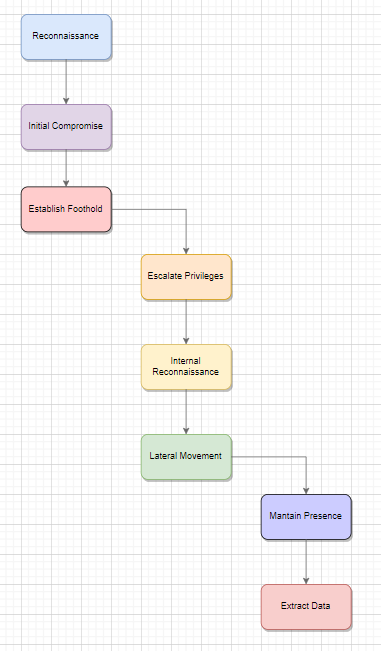 Reconnaissance
Initial Compromise
Establish Foothold
Escalate Privileges
Internal
Reconnaissance
Lateral Movement
Mantain Presence
Extract Data